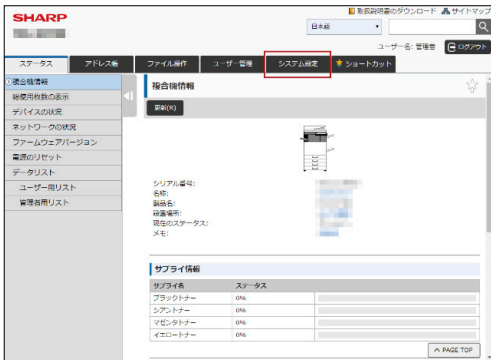 SHARP
取扱説明書のダウンロード サイトマップ
日本語
ユーザー名: 管理者 ログアウト
ステータス アドレス帳 ファイル操作 ユーザー管理 システム設定 ショートカット
複合機情報
総使用枚数の表示
デバイスの状況
ネットワークの状況
ファームウェアバージョン
電源のリセット
データリスト
ユーザー用リスト
管理者用リスト
複合機情報
更新(R)
シリアル番号:
名称:
製品名:
設置場所:
現在のステータス:
メモ:
サプライ情報
サプライ名 ステータス
ブラックトナー 0%
シアントナー 0%
マゼンタトナー 0%
イエロートナー 0%
PAGE TOP